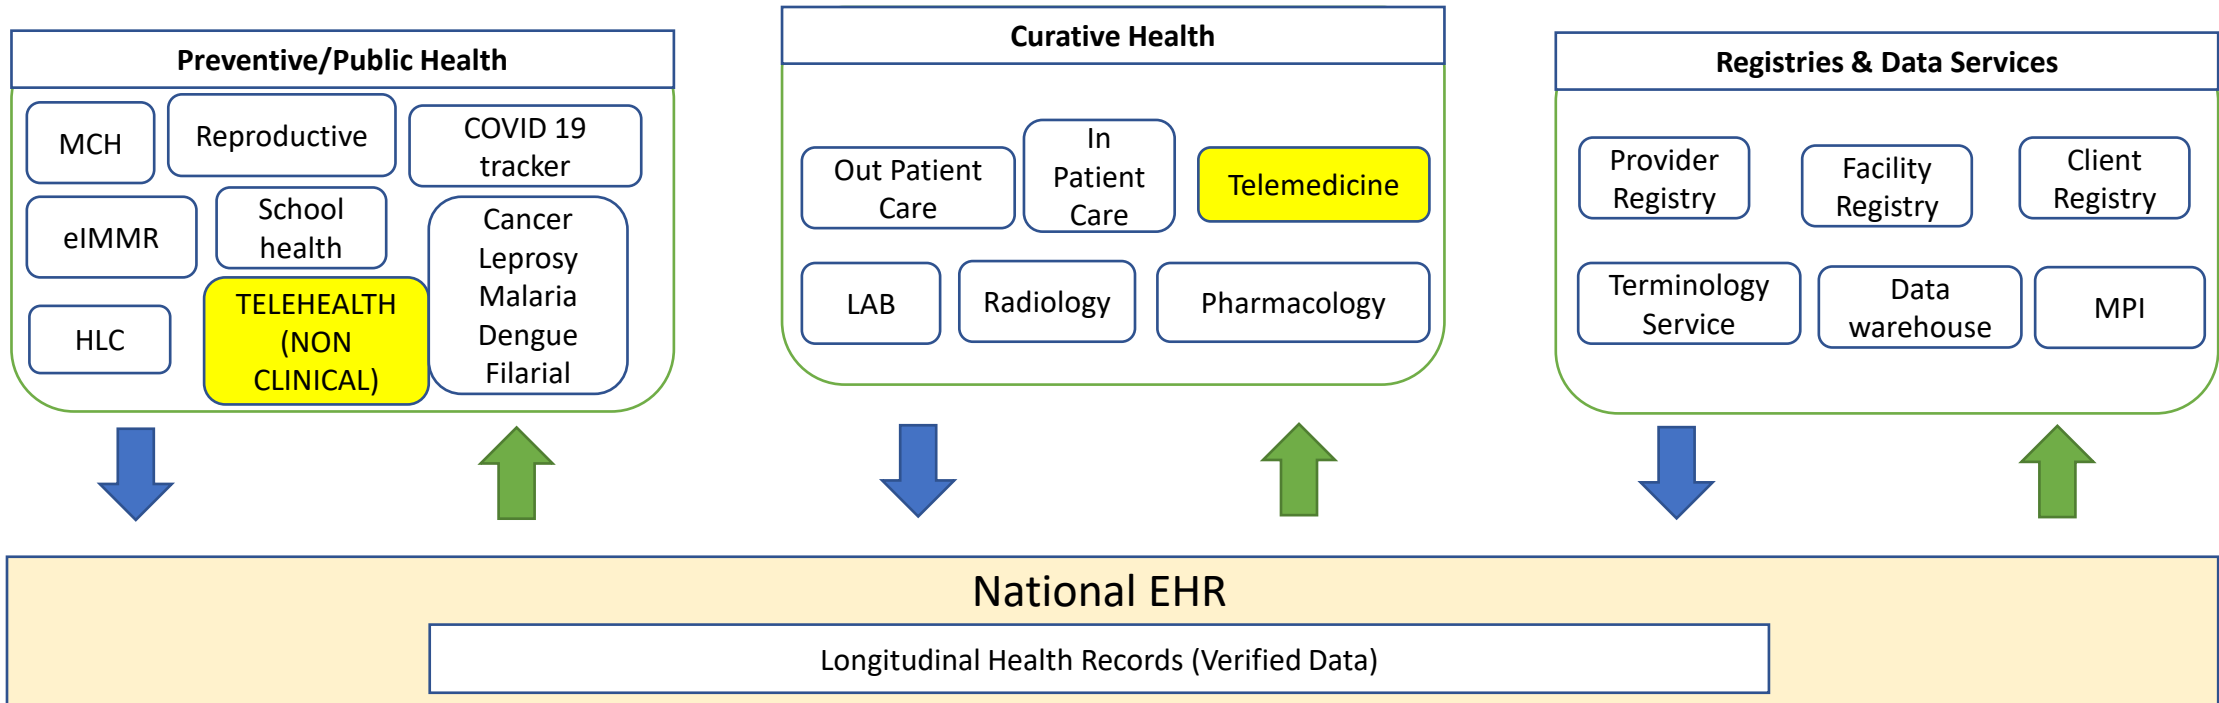 Preventive/Public Health
MCH
Reproductive
COVID 19
tracker
eIMMR
School
health
Cancer
Leprosy
Malaria
Dengue
Filarial
HLC
TELEHEALTH
(NON
CLINICAL)
Curative Health
Out Patient
Care
In
Patient
Care
Telemedicine
LAB
Radiology
Pharmacology
Registries & Data Services
Provider
Registry
Facility
Registry
Client
Registry
Terminology
Service
Data
warehouse
MPI
National EHR
Longitudinal Health Records (Verified Data)